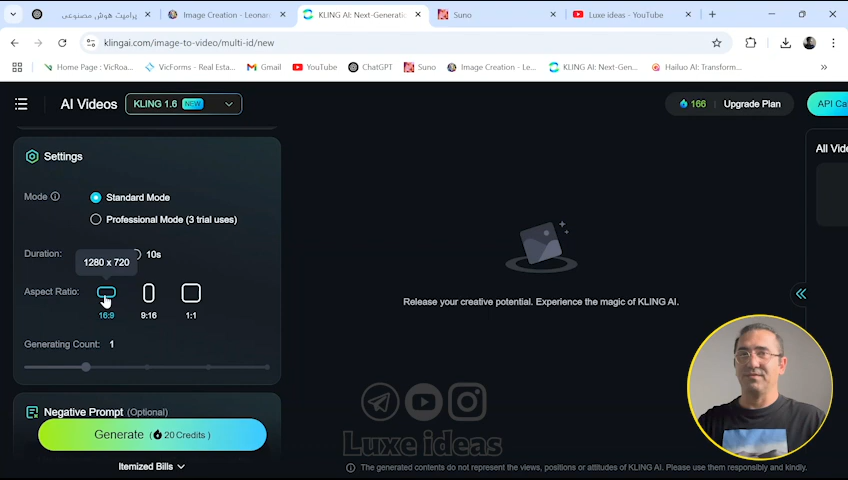 پرامپت هوش مصنوعی
Image Creation - Leonard
KLING AI: Next-Generatio
Suno
Luxe ideas - YouTube
klingai.com/image-to-video/multi-id/new
Home Page - VicRoa...
VicForms - Real Esta...
Gmail
YouTube
ChatGPT
Suno
Image Creation - Le...
KLING AI: Next-Gen...
Hailuo AI: Transform...
AI Videos
KLING 1.6 NEW
166 | Upgrade Plan
API Ca
Settings
All Vide
Mode
Standard Mode
Professional Mode (3 trial uses)
Duration:
10s
1280 x 720
Aspect Ratio:
16:9
9:16
1:1
Release your creative potential. Experience the magic of KLING AI.
Generating Count: 1
Negative Prompt (Optional)
Generate ( 20 Credits )
Itemized Bills
Luxe ideas
The generated contents do not represent the views, positions or attitudes of KLING AI. Please use them responsibly and kindly.